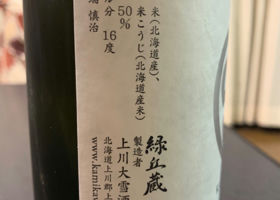 米(北海道産)、
米こうじ(北海道産米)
50%
分 16度
慎治
緑丘蔵
製造者
上川大雪酒
北海道上川郡上
www.kamika